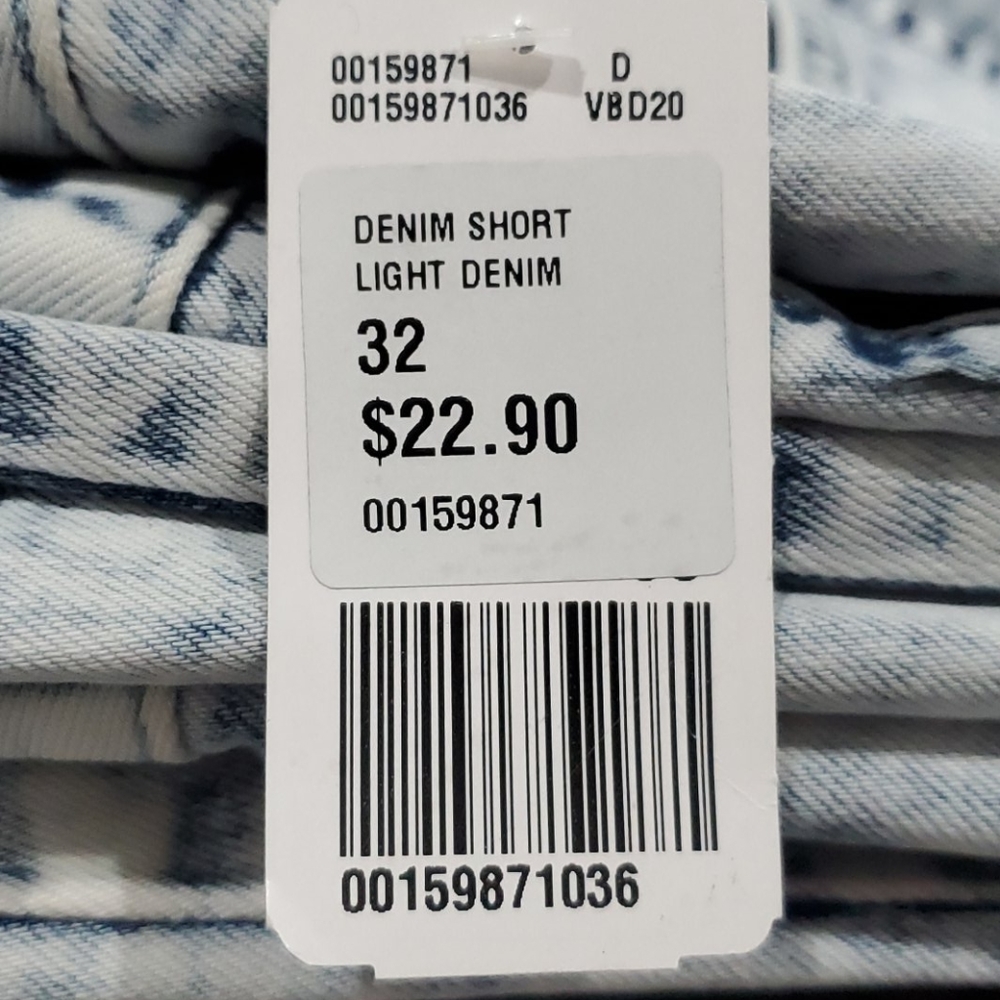 00159871 D
00159871036 VBD20
DENIM SHORT
LIGHT DENIM
32
$22.90
00159871
00159871036